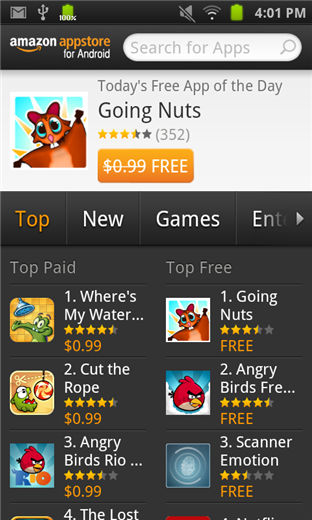 100%
4:01 PM
amazon appstore
for Android
Search for Apps
Today's Free App of the Day
Going Nuts
(352)
$0.99 FREE
Top
New
Games
Ente
Top Paid
Top Free
1. Where's
My Water...
$0.99
1. Going
Nuts
FREE
2. Cut the
Rope
$0.99
2. Angry
Birds Fre...
FREE
3. Angry
Birds Rio ...
$0.99
RIO
3. Scanner
Emotion
FREE
4. The Lost